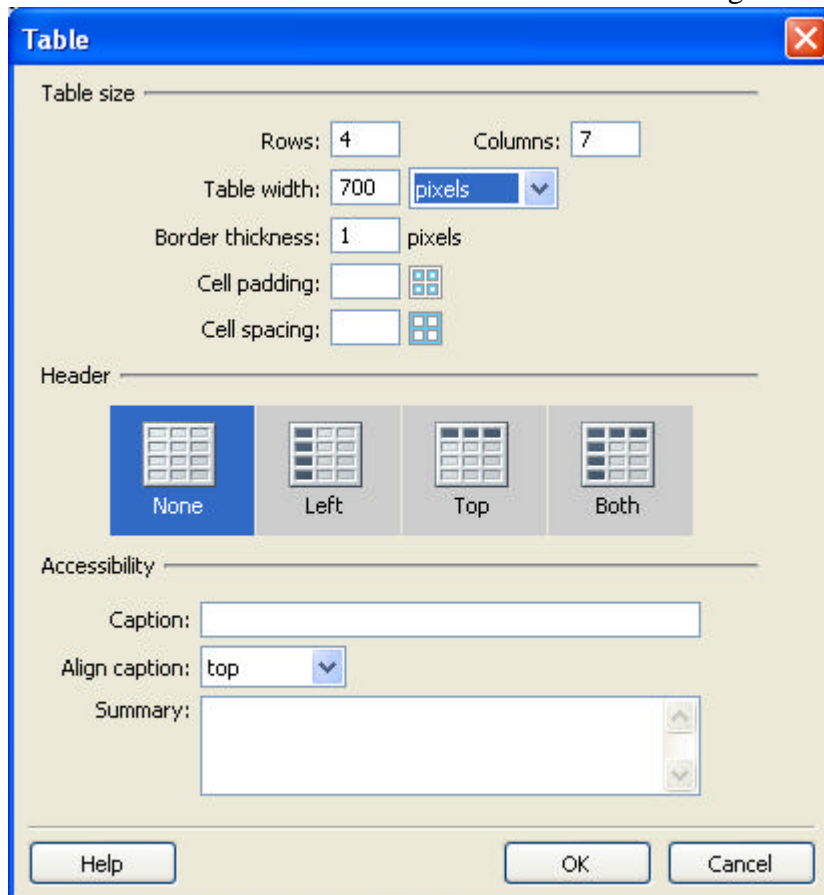 Table
Table size
Rows: 4 Columns: 7
Table width: 700 pixels
Border thickness: 1 pixels
Cell padding:
Cell spacing:
Header
None Left Top Both
Accessibility
Caption:
Align caption: top
Summary:
Help OK Cancel